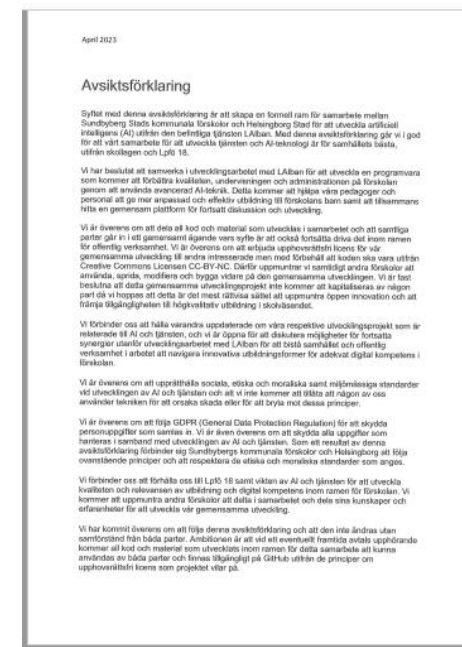 April 2023
Avsiktsförklaring
Syftet med denna avsiktsförklaring är att skapa en formell ram för samarbete mellan
Sundbyberg Stads kommunala förskolor och Helsingborg Stad för att utveckla artificiell
intelligens (AI) utifrån den befintliga tjänsten LAIban. Med denna avsiktsförklaring går vi i god
för att vårt samarbete för att utveckla tjänsten och AI-teknologi är för samhällets bästa,
utifrån skollagen och Lpfö 18.
Vi har beslutat att samverka i utvecklingsarbetet med LAIban för att utveckla en programvara
som kommer att förbättra kvaliteten, undervisningen och administrationen på förskolan
genom att använda avancerad AI-teknik. Detta kommer att hjälpa våra pedagoger och
personal att ge mer anpassad och effektiv utbildning till förskolans barn samt att tillsammans
hitta en gemensam plattform för fortsatt diskussion och utveckling.
Vi är överens om att dela all kod och material som utvecklas i samarbetet och att samtliga
parter går in i ett gemensamt ägande vars syfte är att också fortsätta driva det inom ramen
för offentlig verksamhet. Vi är överens om att erbjuda upphovsrättsfri licens för vår
gemensamma utveckling till andra intresserade men med förbehåll att koden ska vara utifrån
Creative Commons Licensen CC-BY-NC. Därför uppmuntrar vi samtidigt andra förskolor att
använda, sprida, modifiera och bygga vidare på den gemensamma utvecklingen. Vi är fast
beslutna att detta gemensamma utvecklingsprojekt inte kommer att kapitaliseras av någon
part då vi hoppas att detta är det mest rättvisa sättet att uppmuntra öppen innovation och att
främja tillgängligheten till högkvalitativ utbildning i skolväsendet.
Vi förbinder oss att hålla varandra uppdaterade om våra respektive utvecklingsprojekt som är
relaterade till AI och tjänsten, och vi är öppna för att diskutera möjligheter för fortsatta
synergier utanför utvecklingsarbetet med LAIban för att bistå samhället och offentlig
verksamhet i arbetet att navigera innovativa utbildningsformer för adekvat digital kompetens i
förskolan.
Vi är överens om att upprätthålla sociala, etiska och moraliska samt miljömässiga standarder
vid utvecklingen av AI och tjänsten och att vi inte kommer att tillåta att någon av oss
använder tekniken för att orsaka skada eller för att bryta mot dessa principer.
Vi är överens om att följa GDPR (General Data Protection Regulation) för att skydda
personuppgifter som samlas in. Vi är även överens om att skydda alla uppgifter som
hanteras i samband med utvecklingen av AI och tjänsten. Som ett resultat av denna
avsiktsförklaring förbinder sig Sundbybergs kommunala förskolor och Helsingborg att följa
ovanstående principer och att respektera de etiska och moraliska standarder som anges.
Vi förbinder oss att förhålla oss till Lpfö 18 samt vikten av AI och tjänsten för att utveckla
kvaliteten och relevansen av utbildning och digital kompetens inom ramen för förskolan. Vi
kommer att uppmuntra andra förskolor att delta i samarbetet och dela sina kunskaper och
erfarenheter för att utveckla vår gemensamma utveckling.
Vi har kommit överens om att följa denna avsiktsförklaring och att den inte ändras utan
samförstånd från båda parter. Ambitionen är att vid ett eventuellt framtida avtals upphörande
kommer all kod och material som utvecklats inom ramen för detta samarbete att kunna
användas av båda parter och finnas tillgängligt på GitHub utifrån de principer om
upphovsrättsfri licens som projektet vilar på.